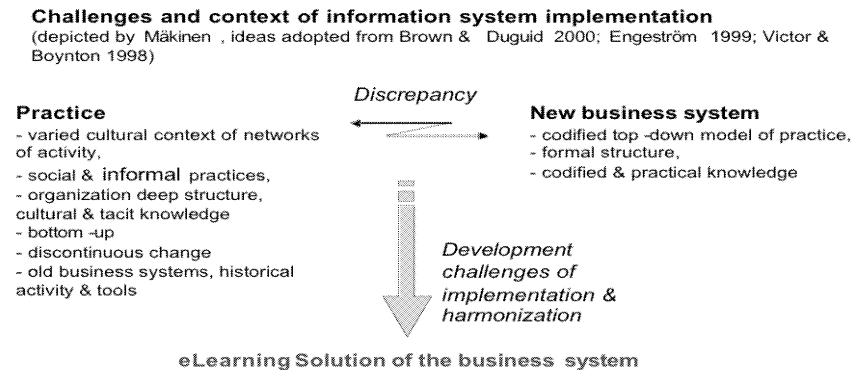 Challenges and context of information system implementation
(depicted by Mäkinen , ideas adopted from Brown & Duguid 2000; Engeström 1999; Victor &
Boynton 1998)
Discrepancy
Practice
- varied cultural context of networks
of activity,
- social & informal practices,
- organization deep structure,
cultural & tacit knowledge
- bottom -up
- discontinuous change
- old business systems, historical
activity & tools
New business system
- codified top -down model of practice,
- formal structure,
- codified & practical knowledge
Development
challenges of
implementation &
harmonization
eLearning Solution of the business system